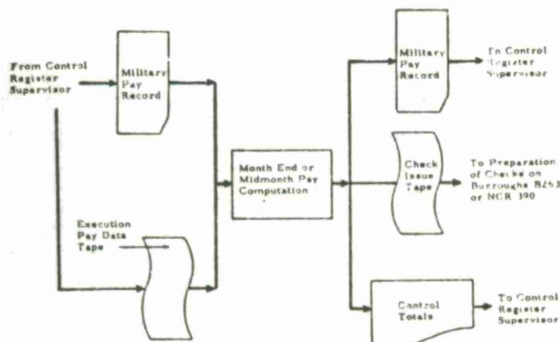 From Control
Register
Supervisor
Military
Pay
Record
Execution
Pay Data
Tape
Month End or
Midmonth Pay
Computation
Military
Pay
Record
To Control
Register
Supervisor
Check
Issue
Tape
To Preparation
of Checks on
Burroughs B263
or NCR 390
Control
Totals
To Control
Register
Supervisor